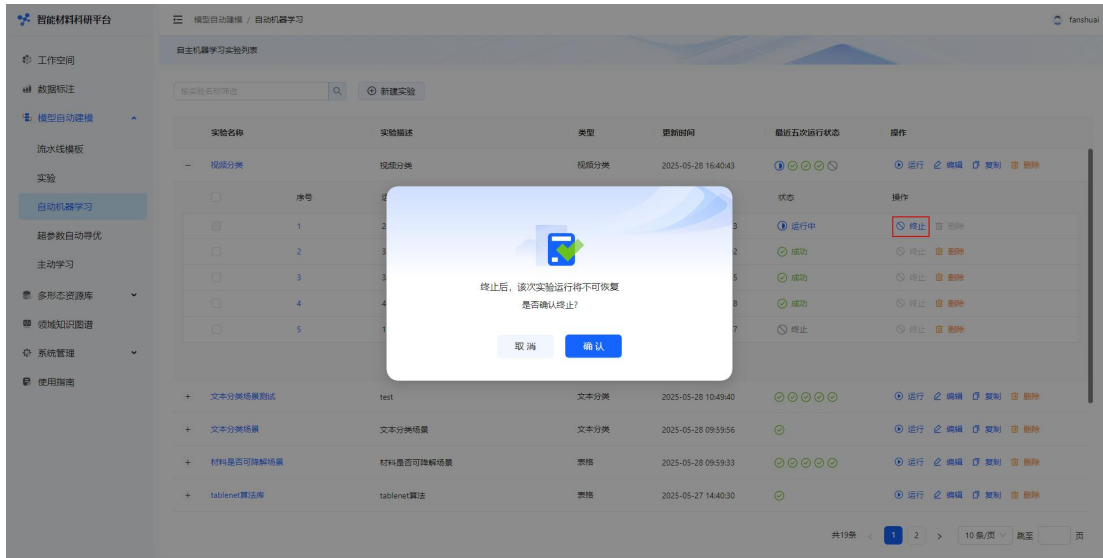 智能材料科研平台
模型自动建模 / 自动机器学习
fanshuai
工作空间
数据标注
模型自动建模
流水线模板
实验
自动机器学习
超参数自动寻优
主动学习
多形态资源库
领域知识图谱
系统管理
使用指南
自主机器学习实验列表
按实验名称筛选
新建实验
实验名称 实验描述 类型 更新时间 最近五次运行状态 操作
视频分类 视频分类 视频分类 2025-05-28 16:40:43 运行 编辑 复制 删除
序号 状态 操作
1 2 3 运行中 终止 删除
2 3 2 成功 终止 删除
3 3 5 成功 终止 删除
4 4 8 成功 终止 删除
5 1 7 终止 终止 删除
终止后，该次实验运行将不可恢复
是否确认终止?
取消 确认
文本分类场景测试 test 文本分类 2025-05-28 10:49:40 运行 编辑 复制 删除
文本分类场景 文本分类场景 文本分类 2025-05-28 09:59:56 运行 编辑 复制 删除
材料是否可降解场景 材料是否可降解场景 表格 2025-05-28 09:59:33 运行 编辑 复制 删除
tablenet算法库 tablenet算法 表格 2025-05-27 14:40:30 运行 编辑 复制 删除
共19条 < 1 2 > 10条/页 跳至 页